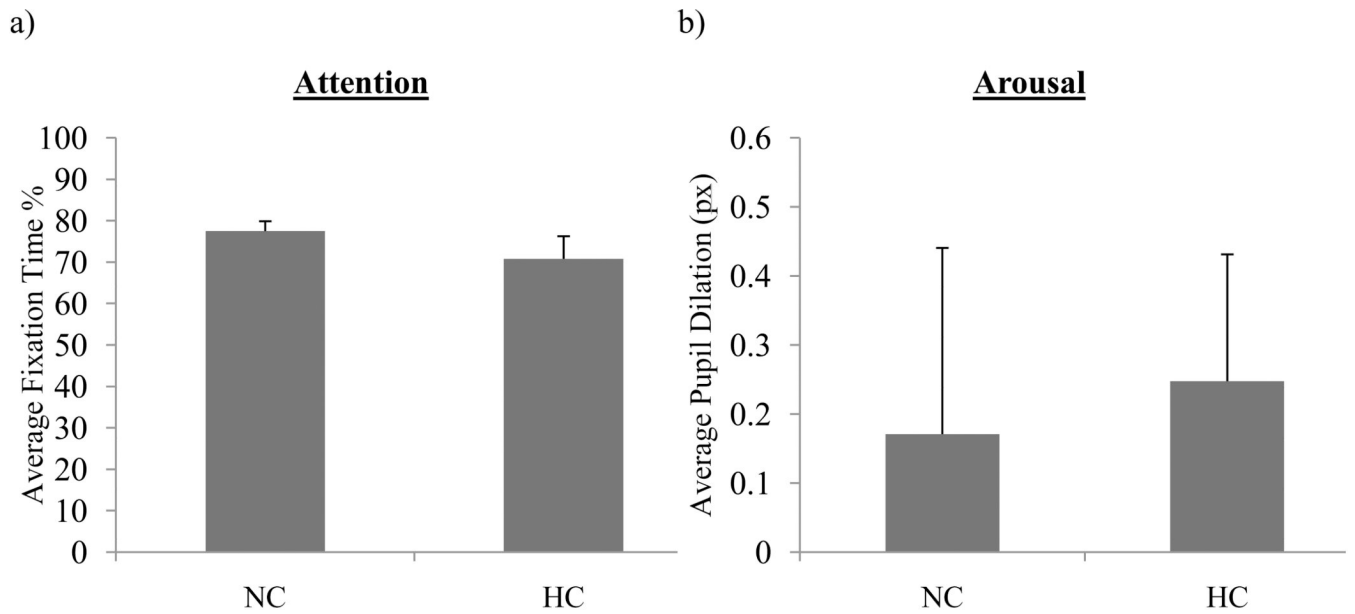 a)
Attention
Average Fixation Time %
100
90
80
70
60
50
40
30
20
10
0
NC
HC
b)
Arousal
Average Pupil Dilation (px)
0.6
0.5
0.4
0.3
0.2
0.1
0
NC
HC